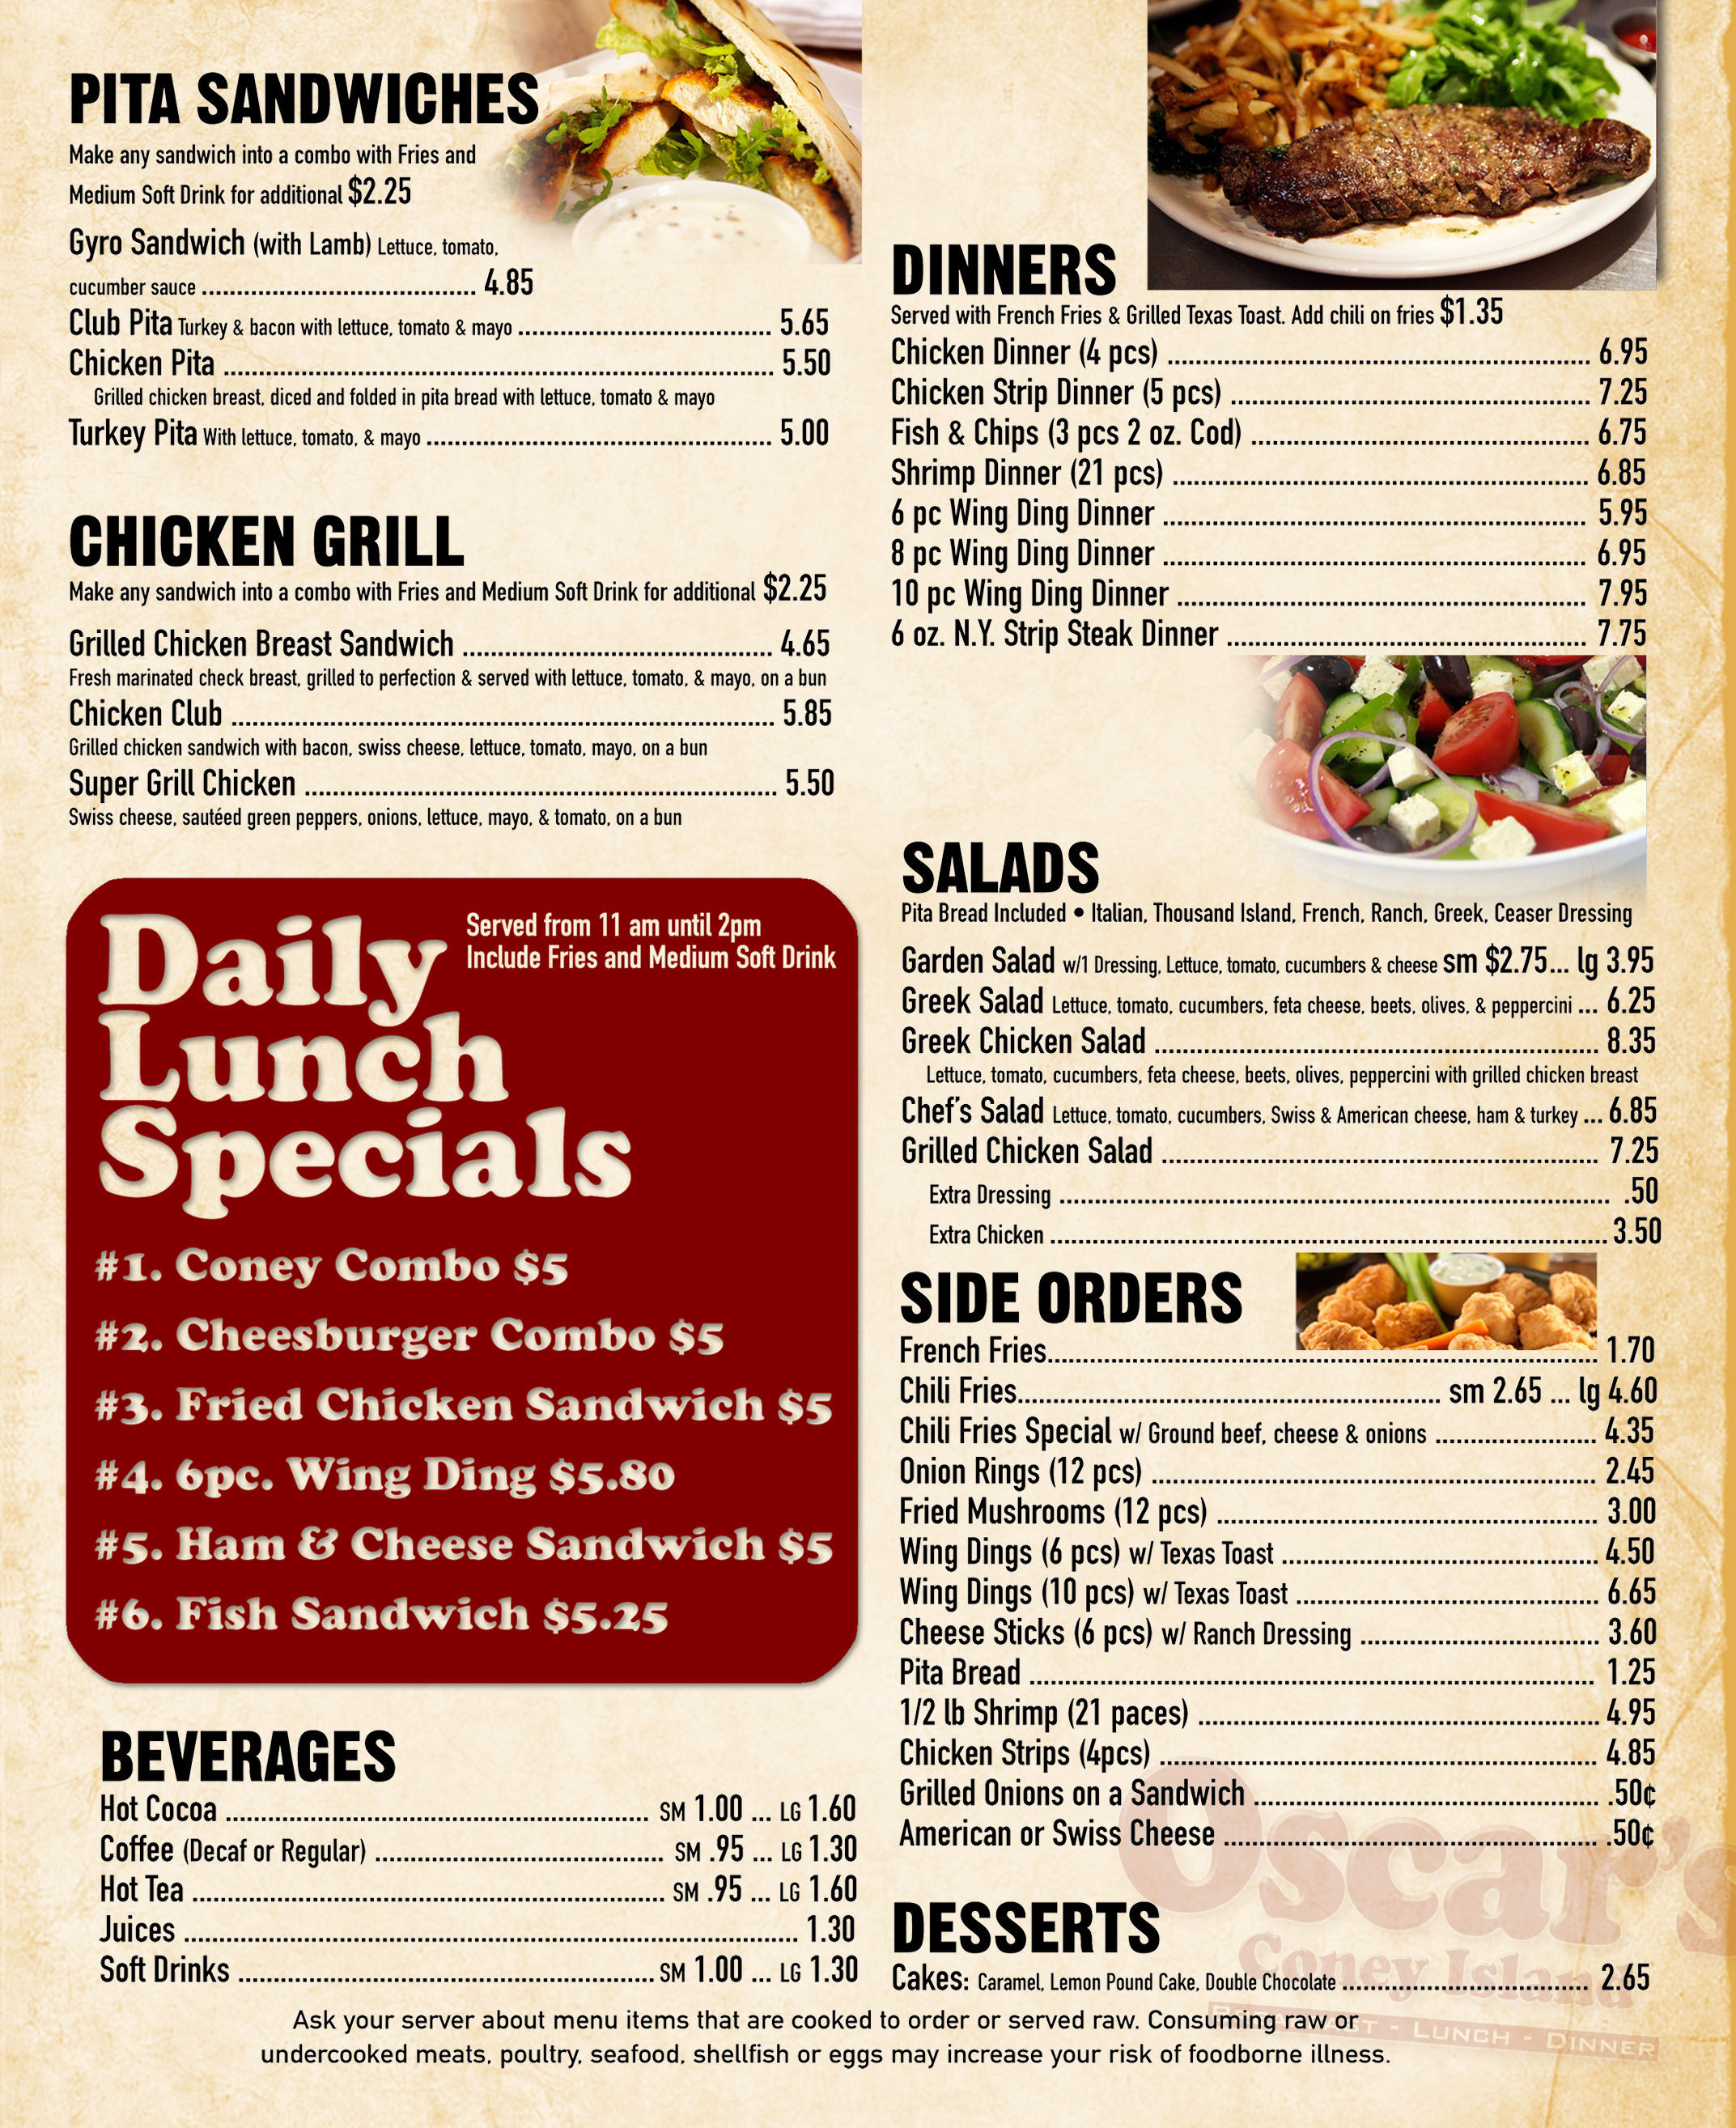 PITA SANDWICHES
Make any sandwich into a combo with Fries and
Medium Soft Drink for additional $2.25
Gyro Sandwich (with Lamb) Lettuce, tomato,
cucumber sauce ....................................... 4.85
Club Pita Turkey & bacon with lettuce, tomato & mayo .................................... 5.65
Chicken Pita .............................................................................. 5.50
Grilled chicken breast, diced and folded in pita bread with lettuce, tomato & mayo
Turkey Pita With lettuce, tomato, & mayo ................................................. 5.00
CHICKEN GRILL
Make any sandwich into a combo with Fries and Medium Soft Drink for additional $2.25
Grilled Chicken Breast Sandwich ............................................ 4.65
Fresh marinated check breast, grilled to perfection & served with lettuce, tomato, & mayo, on a bun
Chicken Club ............................................................................. 5.85
Grilled chicken sandwich with bacon, swiss cheese, lettuce, tomato, mayo, on a bun
Super Grill Chicken ................................................................... 5.50
Swiss cheese, sautéed green peppers, onions, lettuce, mayo, & tomato, on a bun
Daily
Lunch
Specials
Served from 11 am until 2pm
Include Fries and Medium Soft Drink
#1. Coney Combo $5
#2. Cheesburger Combo $5
#3. Fried Chicken Sandwich $5
#4. 6pc. Wing Ding $5.80
#5. Ham & Cheese Sandwich $5
#6. Fish Sandwich $5.25
BEVERAGES
Hot Cocoa ............................................................ SM 1.00 ... LG 1.60
Coffee (Decaf or Regular) ......................................... SM .95 ... LG 1.30
Hot Tea ................................................................... SM .95 ... LG 1.60
Juices ....................................................................................... 1.30
Soft Drinks ........................................................... SM 1.00 ... LG 1.30
DINNERS
Served with French Fries & Grilled Texas Toast. Add chili on fries $1.35
Chicken Dinner (4 pcs) ............................................................ 6.95
Chicken Strip Dinner (5 pcs) ................................................... 7.25
Fish & Chips (3 pcs 2 oz. Cod) ................................................ 6.75
Shrimp Dinner (21 pcs) ........................................................... 6.85
6 pc Wing Ding Dinner ............................................................ 5.95
8 pc Wing Ding Dinner ............................................................ 6.95
10 pc Wing Ding Dinner .......................................................... 7.95
6 oz. N.Y. Strip Steak Dinner ................................................... 7.75
SALADS
Pita Bread Included • Italian, Thousand Island, French, Ranch, Greek, Ceaser Dressing
Garden Salad w/1 Dressing, Lettuce, tomato, cucumbers & cheese sm $2.75... lg 3.95
Greek Salad Lettuce, tomato, cucumbers, feta cheese, beets, olives, & peppercini ... 6.25
Greek Chicken Salad ............................................................... 8.35
Lettuce, tomato, cucumbers, feta cheese, beets, olives, peppercini with grilled chicken breast
Chef's Salad Lettuce, tomato, cucumbers, Swiss & American cheese, ham & turkey ... 6.85
Grilled Chicken Salad .............................................................. 7.25
Extra Dressing .............................................................................. .50
Extra Chicken ............................................................................... 3.50
SIDE ORDERS
French Fries.............................................................................. 1.70
Chili Fries............................................................ sm 2.65 ... lg 4.60
Chili Fries Special w/ Ground beef, cheese & onions ....................... 4.35
Onion Rings (12 pcs) ............................................................... 2.45
Fried Mushrooms (12 pcs) ...................................................... 3.00
Wing Dings (6 pcs) w/ Texas Toast ............................................. 4.50
Wing Dings (10 pcs) w/ Texas Toast ........................................... 6.65
Cheese Sticks (6 pcs) w/ Ranch Dressing .................................. 3.60
Pita Bread ................................................................................ 1.25
1/2 lb Shrimp (21 paces) ......................................................... 4.95
Chicken Strips (4pcs) .............................................................. 4.85
Grilled Onions on a Sandwich ................................................. .50¢
American or Swiss Cheese ..................................................... .50¢
DESSERTS
Cakes: Caramel, Lemon Pound Cake, Double Chocolate ................................... 2.65
Oscar's
Coney Island
BREAKFAST - LUNCH - DINNER
Ask your server about menu items that are cooked to order or served raw. Consuming raw or
undercooked meats, poultry, seafood, shellfish or eggs may increase your risk of foodborne illness.